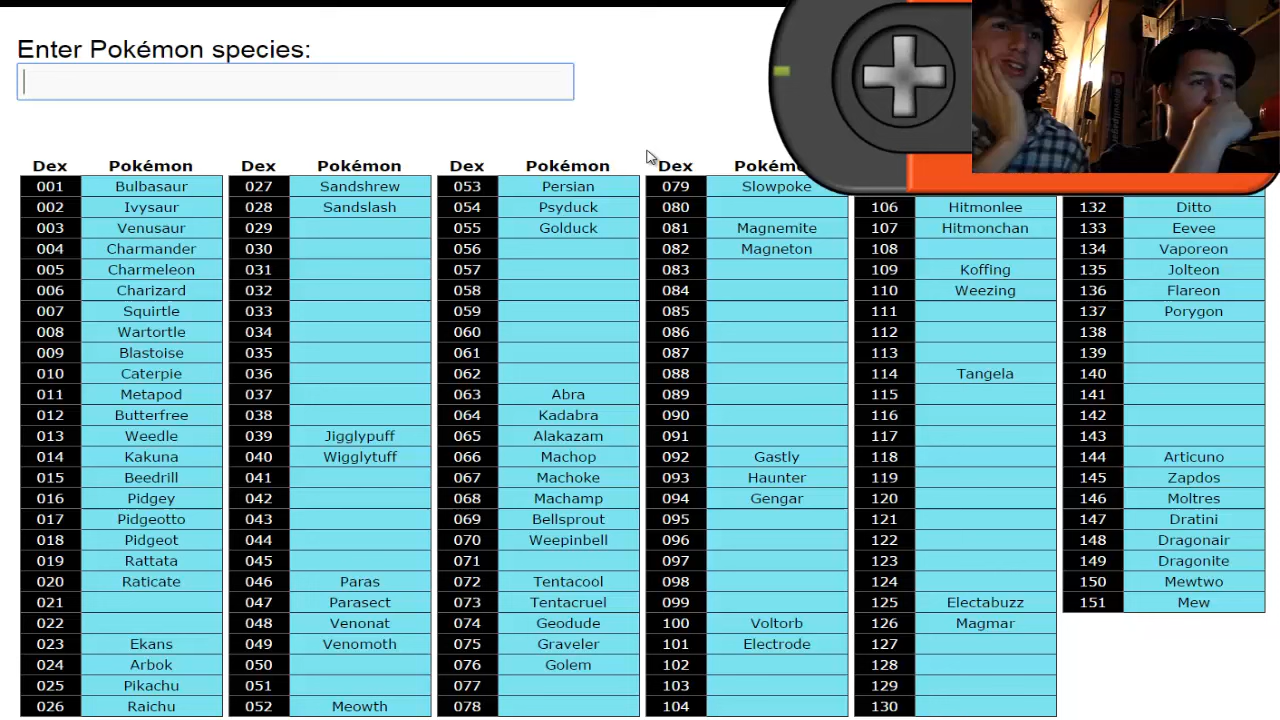 Enter Pokémon species:
Dex Pokémon Dex Pokémon Dex Pokémon Dex Pokém
001 Bulbasaur 027 Sandshrew 053 Persian 079 Slowpoke
002 Ivysaur 028 Sandslash 054 Psyduck 080 106 Hitmonlee 132 Ditto
003 Venusaur 029 055 Golduck 081 Magnemite 107 Hitmonchan 133 Eevee
004 Charmander 030 056 082 Magneton 108 134 Vaporeon
005 Charmeleon 031 057 083 109 Koffing 135 Jolteon
006 Charizard 032 058 084 110 Weezing 136 Flareon
007 Squirtle 033 059 085 111 137 Porygon
008 Wartortle 034 060 086 112 138
009 Blastoise 035 061 087 113 139
010 Caterpie 036 062 088 114 Tangela 140
011 Metapod 037 063 Abra 089 115 141
012 Butterfree 038 064 Kadabra 090 116 142
013 Weedle 039 Jigglypuff 065 Alakazam 091 117 143
014 Kakuna 040 Wigglytuff 066 Machop 092 Gastly 118 144 Articuno
015 Beedrill 041 067 Machoke 093 Haunter 119 145 Zapdos
016 Pidgey 042 068 Machamp 094 Gengar 120 146 Moltres
017 Pidgeotto 043 069 Bellsprout 095 121 147 Dratini
018 Pidgeot 044 070 Weepinbell 096 122 148 Dragonair
019 Rattata 045 071 097 123 149 Dragonite
020 Raticate 046 Paras 072 Tentacool 098 124 150 Mewtwo
021 047 Parasect 073 Tentacruel 099 125 Electabuzz 151 Mew
022 048 Venonat 074 Geodude 100 Voltorb 126 Magmar
023 Ekans 049 Venomoth 075 Graveler 101 Electrode 127
024 Arbok 050 076 Golem 102 128
025 Pikachu 051 077 103 129
026 Raichu 052 Meowth 078 104 130